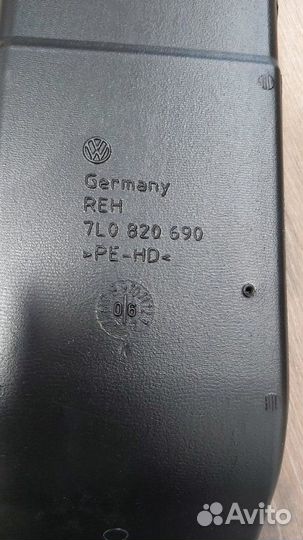 Germany
REH
7L0 820 690
>PE-HD<
06
Avito